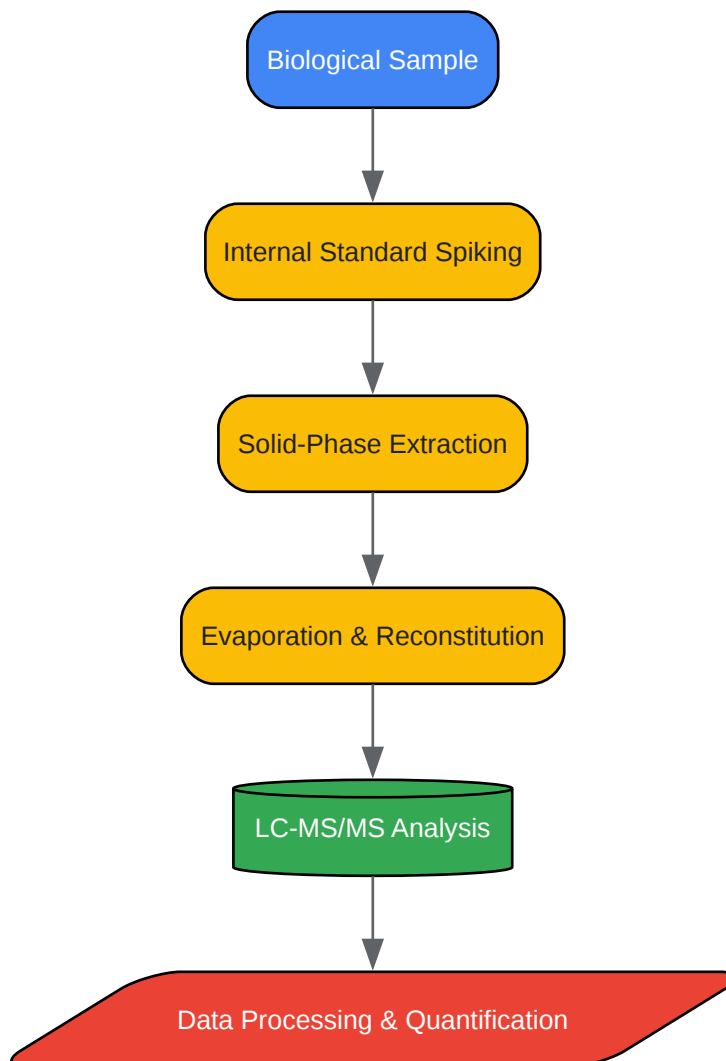 Biological Sample
Internal Standard Spiking
Solid-Phase Extraction
Evaporation & Reconstitution
LC-MS/MS Analysis
Data Processing & Quantification